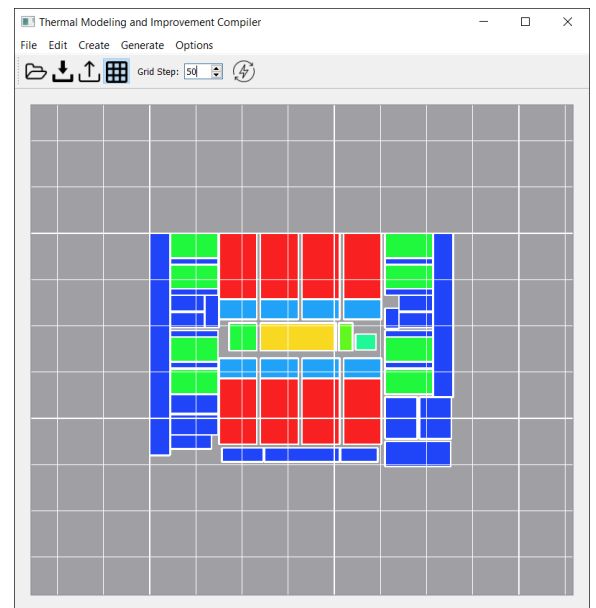 Thermal Modeling and Improvement Compiler
File Edit Create Generate Options
Grid Step: 50